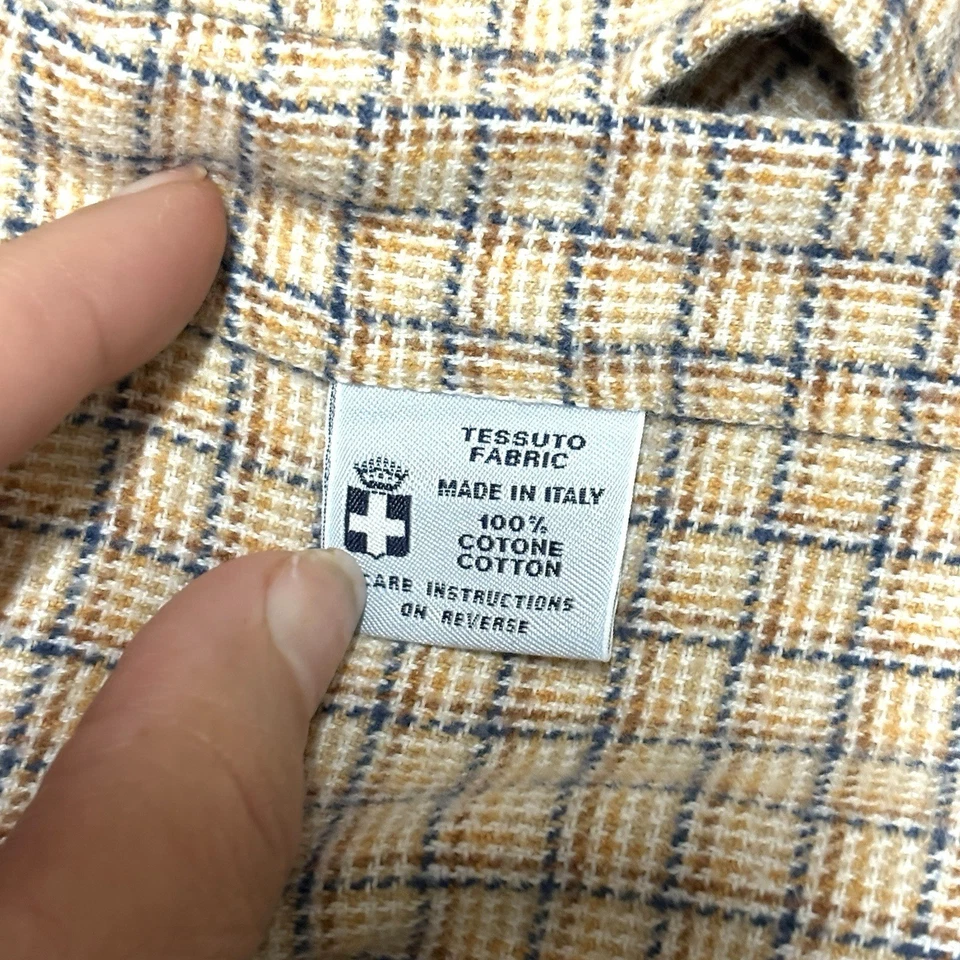 TESSUTO
FABRIC
MADE IN ITALY
100%
COTONE
COTTON
CARE INSTRUCTIONS
ON REVERSE